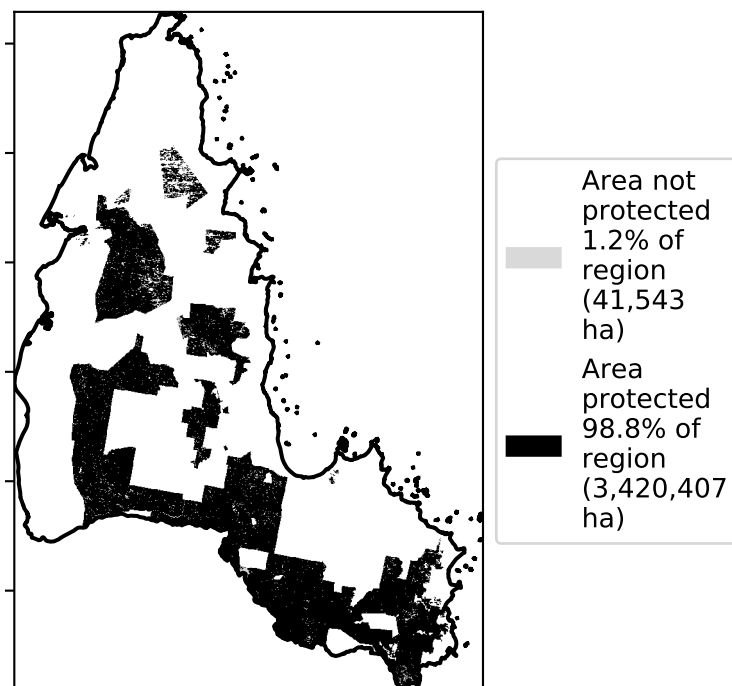 Area not
protected
1.2% of
region
(41,543
ha)
Area
protected
98.8% of
region
(3,420,407
ha)